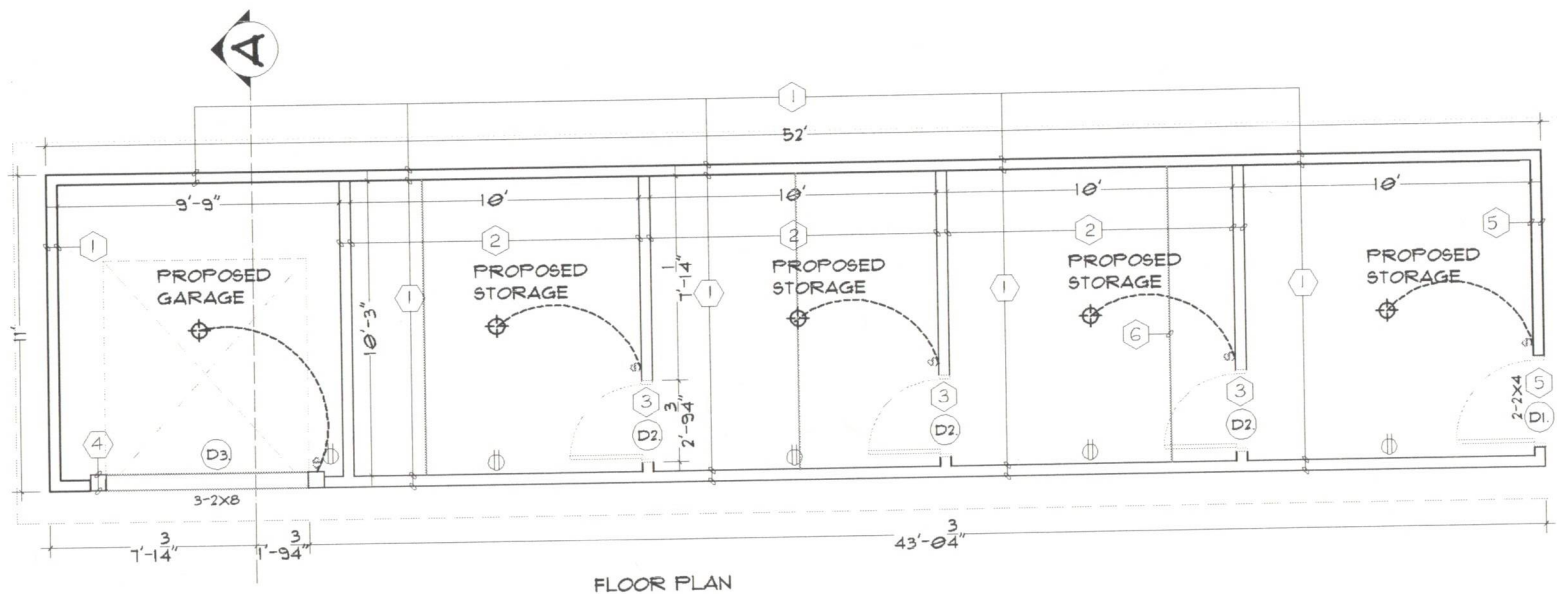 A
1
52'
9'-9"
10'
10'
10'
10'
1
2
2
2
5
PROPOSED
GARAGE
PROPOSED
STORAGE
PROPOSED
STORAGE
PROPOSED
STORAGE
PROPOSED
STORAGE
11'
10'-3"
1
7'-1 1/4"
1
1
1
6
3
3
3
5
2'-9 3/4"
2-2X4
4
D3.
D2.
D2.
D2.
D1.
3-2X8
7'-1 3/4"
1'-9 3/4"
43'-0 3/4"
FLOOR PLAN